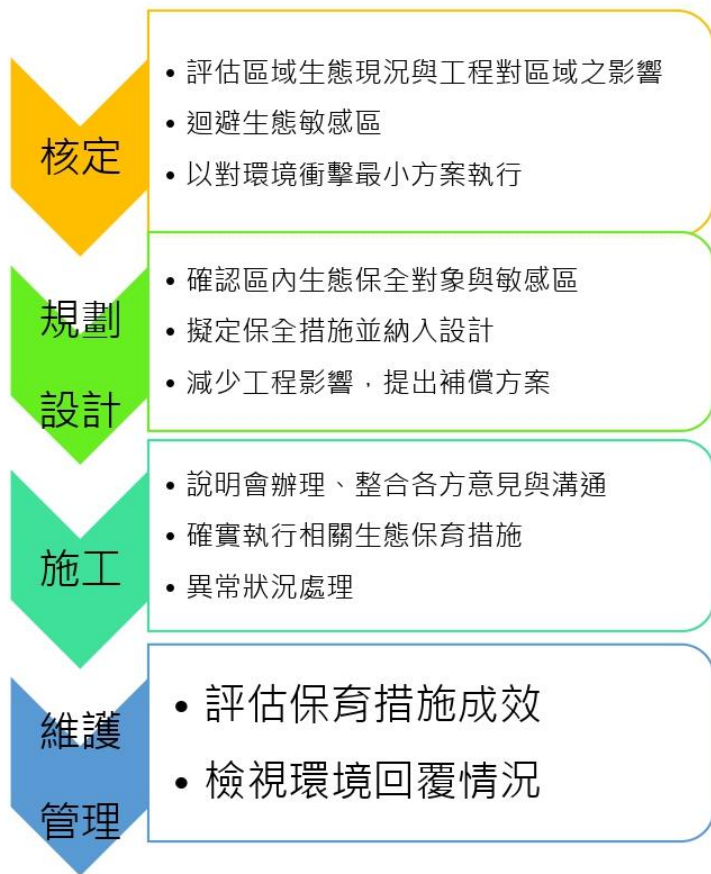 核定
• 評估區域生態現況與工程對區域之影響
• 迴避生態敏感區
• 以對環境衝擊最小方案執行
規劃
設計
• 確認區內生態保全對象與敏感區
• 擬定保全措施並納入設計
• 減少工程影響，提出補償方案
施工
• 說明會辦理、整合各方意見與溝通
• 確實執行相關生態保育措施
• 異常狀況處理
維護
管理
• 評估保育措施成效
• 檢視環境回覆情況